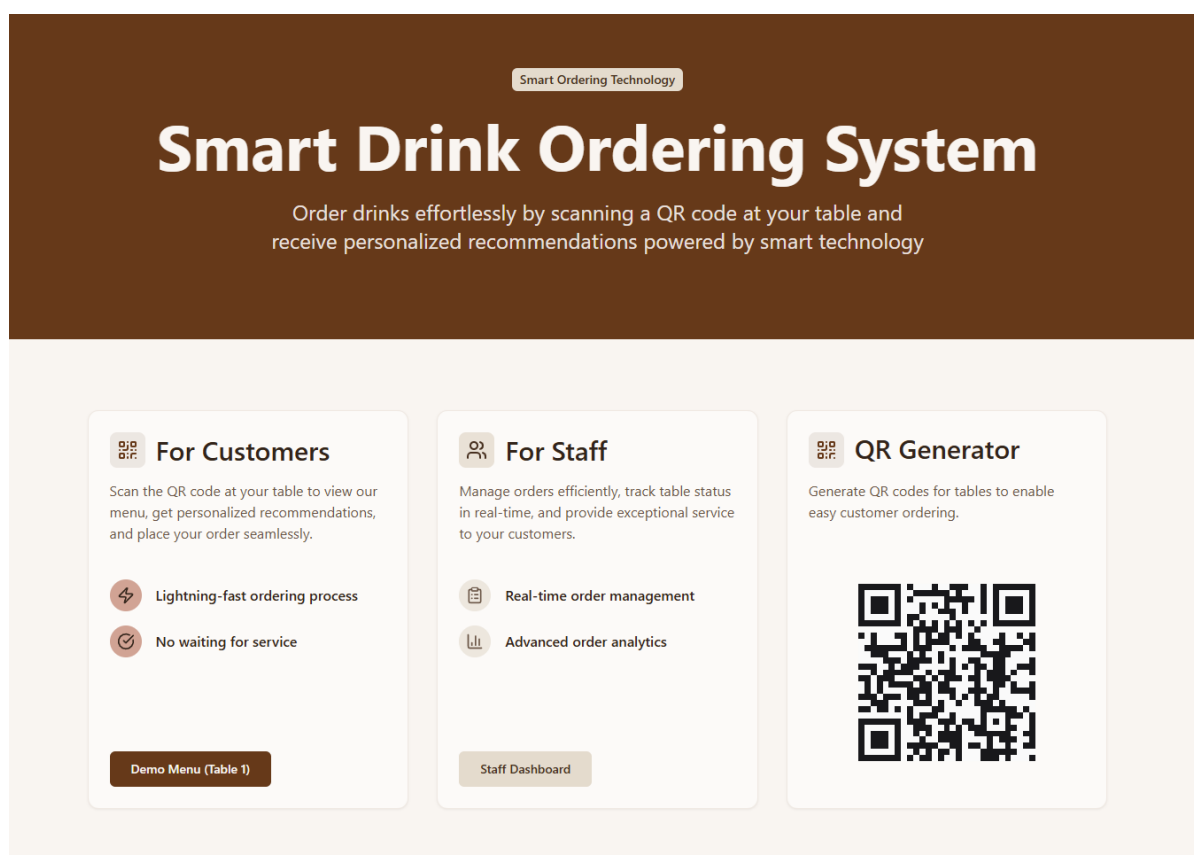 Smart Ordering Technology
Smart Drink Ordering System
Order drinks effortlessly by scanning a QR code at your table and
receive personalized recommendations powered by smart technology
For Customers
Scan the QR code at your table to view our
menu, get personalized recommendations,
and place your order seamlessly.
Lightning-fast ordering process
No waiting for service
Demo Menu (Table 1)
For Staff
Manage orders efficiently, track table status
in real-time, and provide exceptional service
to your customers.
Real-time order management
Advanced order analytics
Staff Dashboard
QR Generator
Generate QR codes for tables to enable
easy customer ordering.